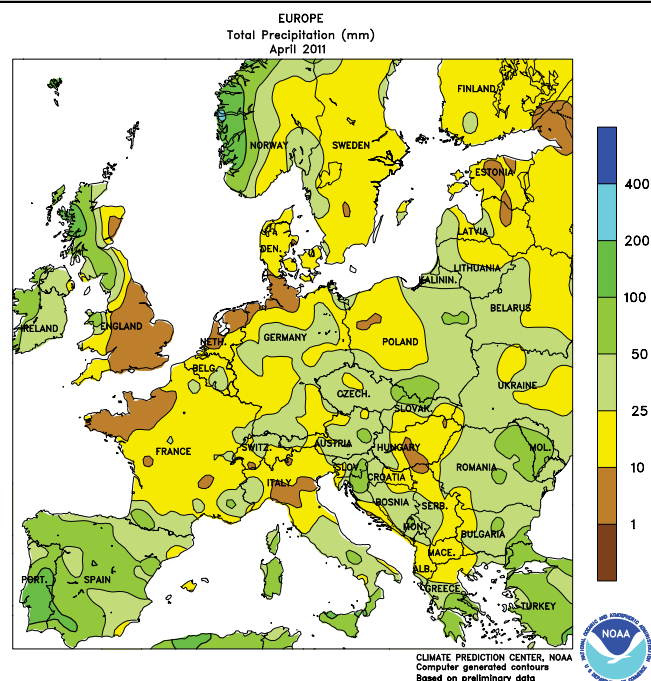 EUROPE
Total Precipitation (mm)
April 2011
FINLAND
NORWAY
SWEDEN
ESTONIA
LATVIA
DEN.
LITHUANIA
KALININ.
BELARUS
IRELAND
ENGLAND
NETH.
GERMANY
POLAND
BELG.
UKRAINE
CZECH.
SLOVAK.
FRANCE
SWITZ.
AUSTRIA
HUNGARY
MOL.
ROMANIA
SLOV.
CROATIA
ITALY
BOSNIA
SERB.
MON.
BULGARIA
MACE.
ALB.
PORT.
SPAIN
GREECE
TURKEY
400
200
100
50
25
10
1
NOAA
CLIMATE PREDICTION CENTER, NOAA
Computer generated contours
Based on preliminary data